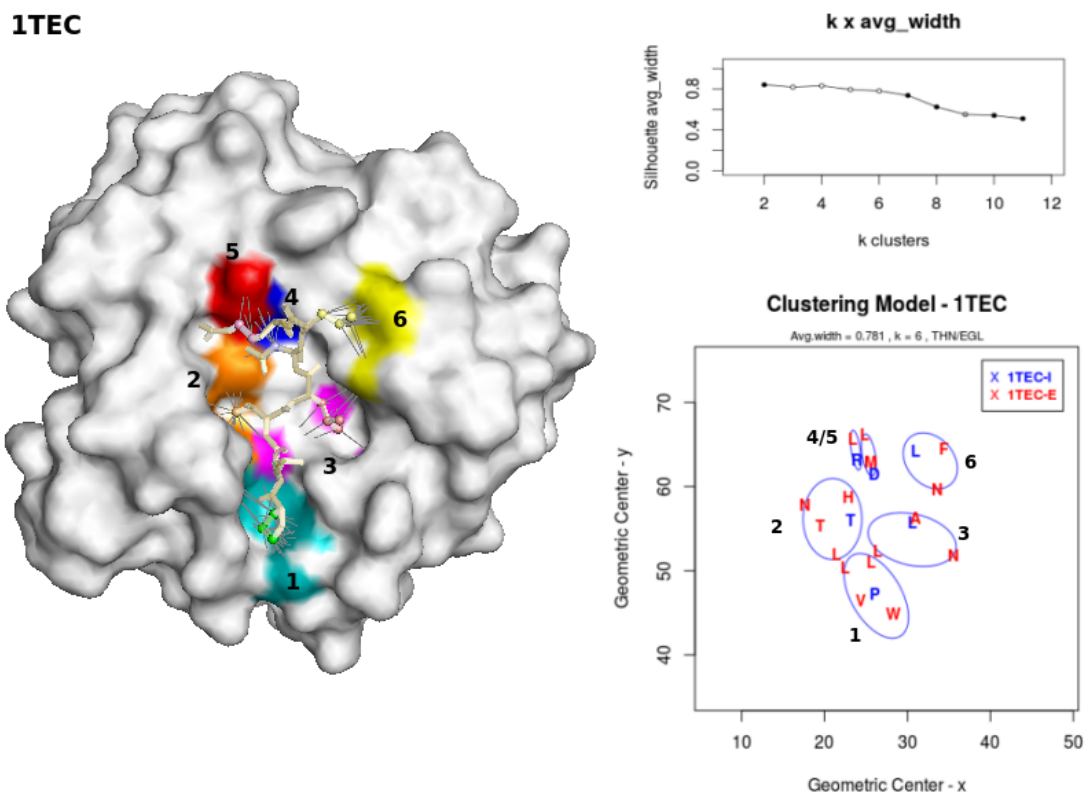 1TEC
5
4
6
2
3
1
k x avg_width
Silhouette avg_width
0.8
0.4
0.0
2 4 6 8 10 12
k clusters
Clustering Model - 1TEC
Avg.width = 0.781 , k = 6 , THN/EGL
X 1TEC-I
X 1TEC-E
Geometric Center - y
70
60
50
40
4/5
L L
R M
D
L F
6
N
2
N H
T T
L
L A
3
L N
L L
V P
W
1
10 20 30 40 50
Geometric Center - x